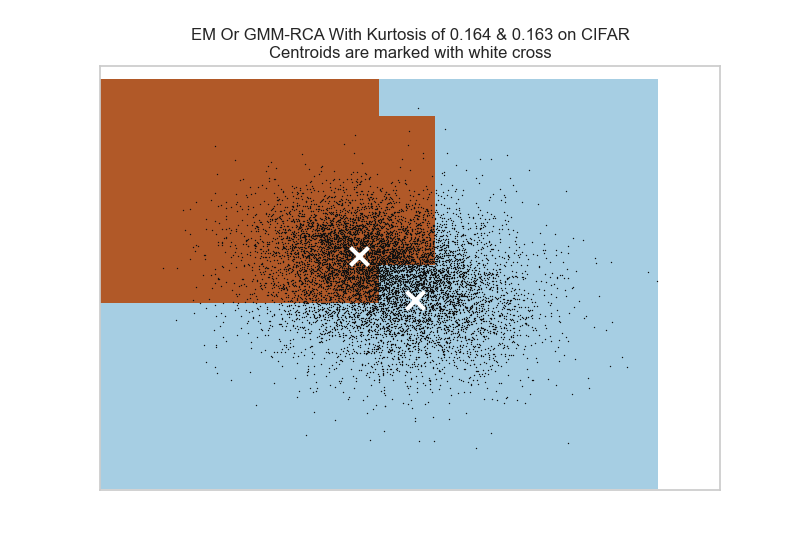 EM Or GMM-RCA With Kurtosis of 0.164 & 0.163 on CIFAR
Centroids are marked with white cross